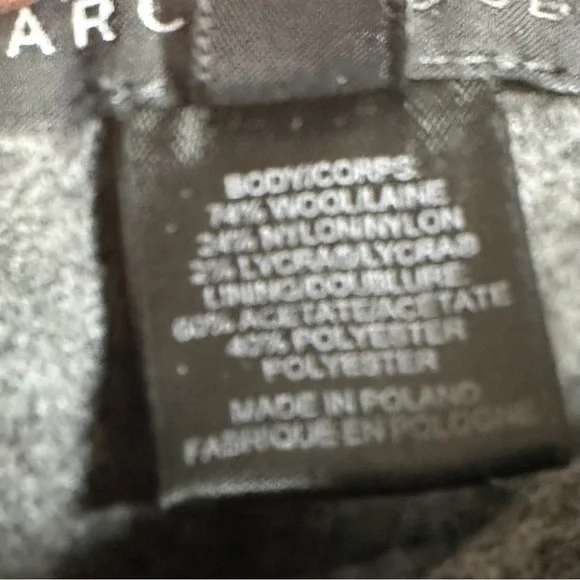 ARC
BODY/CORPS:
74% WOOL/LAINE
24% NYLON/NYLON
2% LYCRA®/LYCRA®
LINING/DOUBLURE:
60% ACETATE/ACETATE
40% POLYESTER
POLYESTER
MADE IN POLAND
FABRIQUE EN POLOGNE